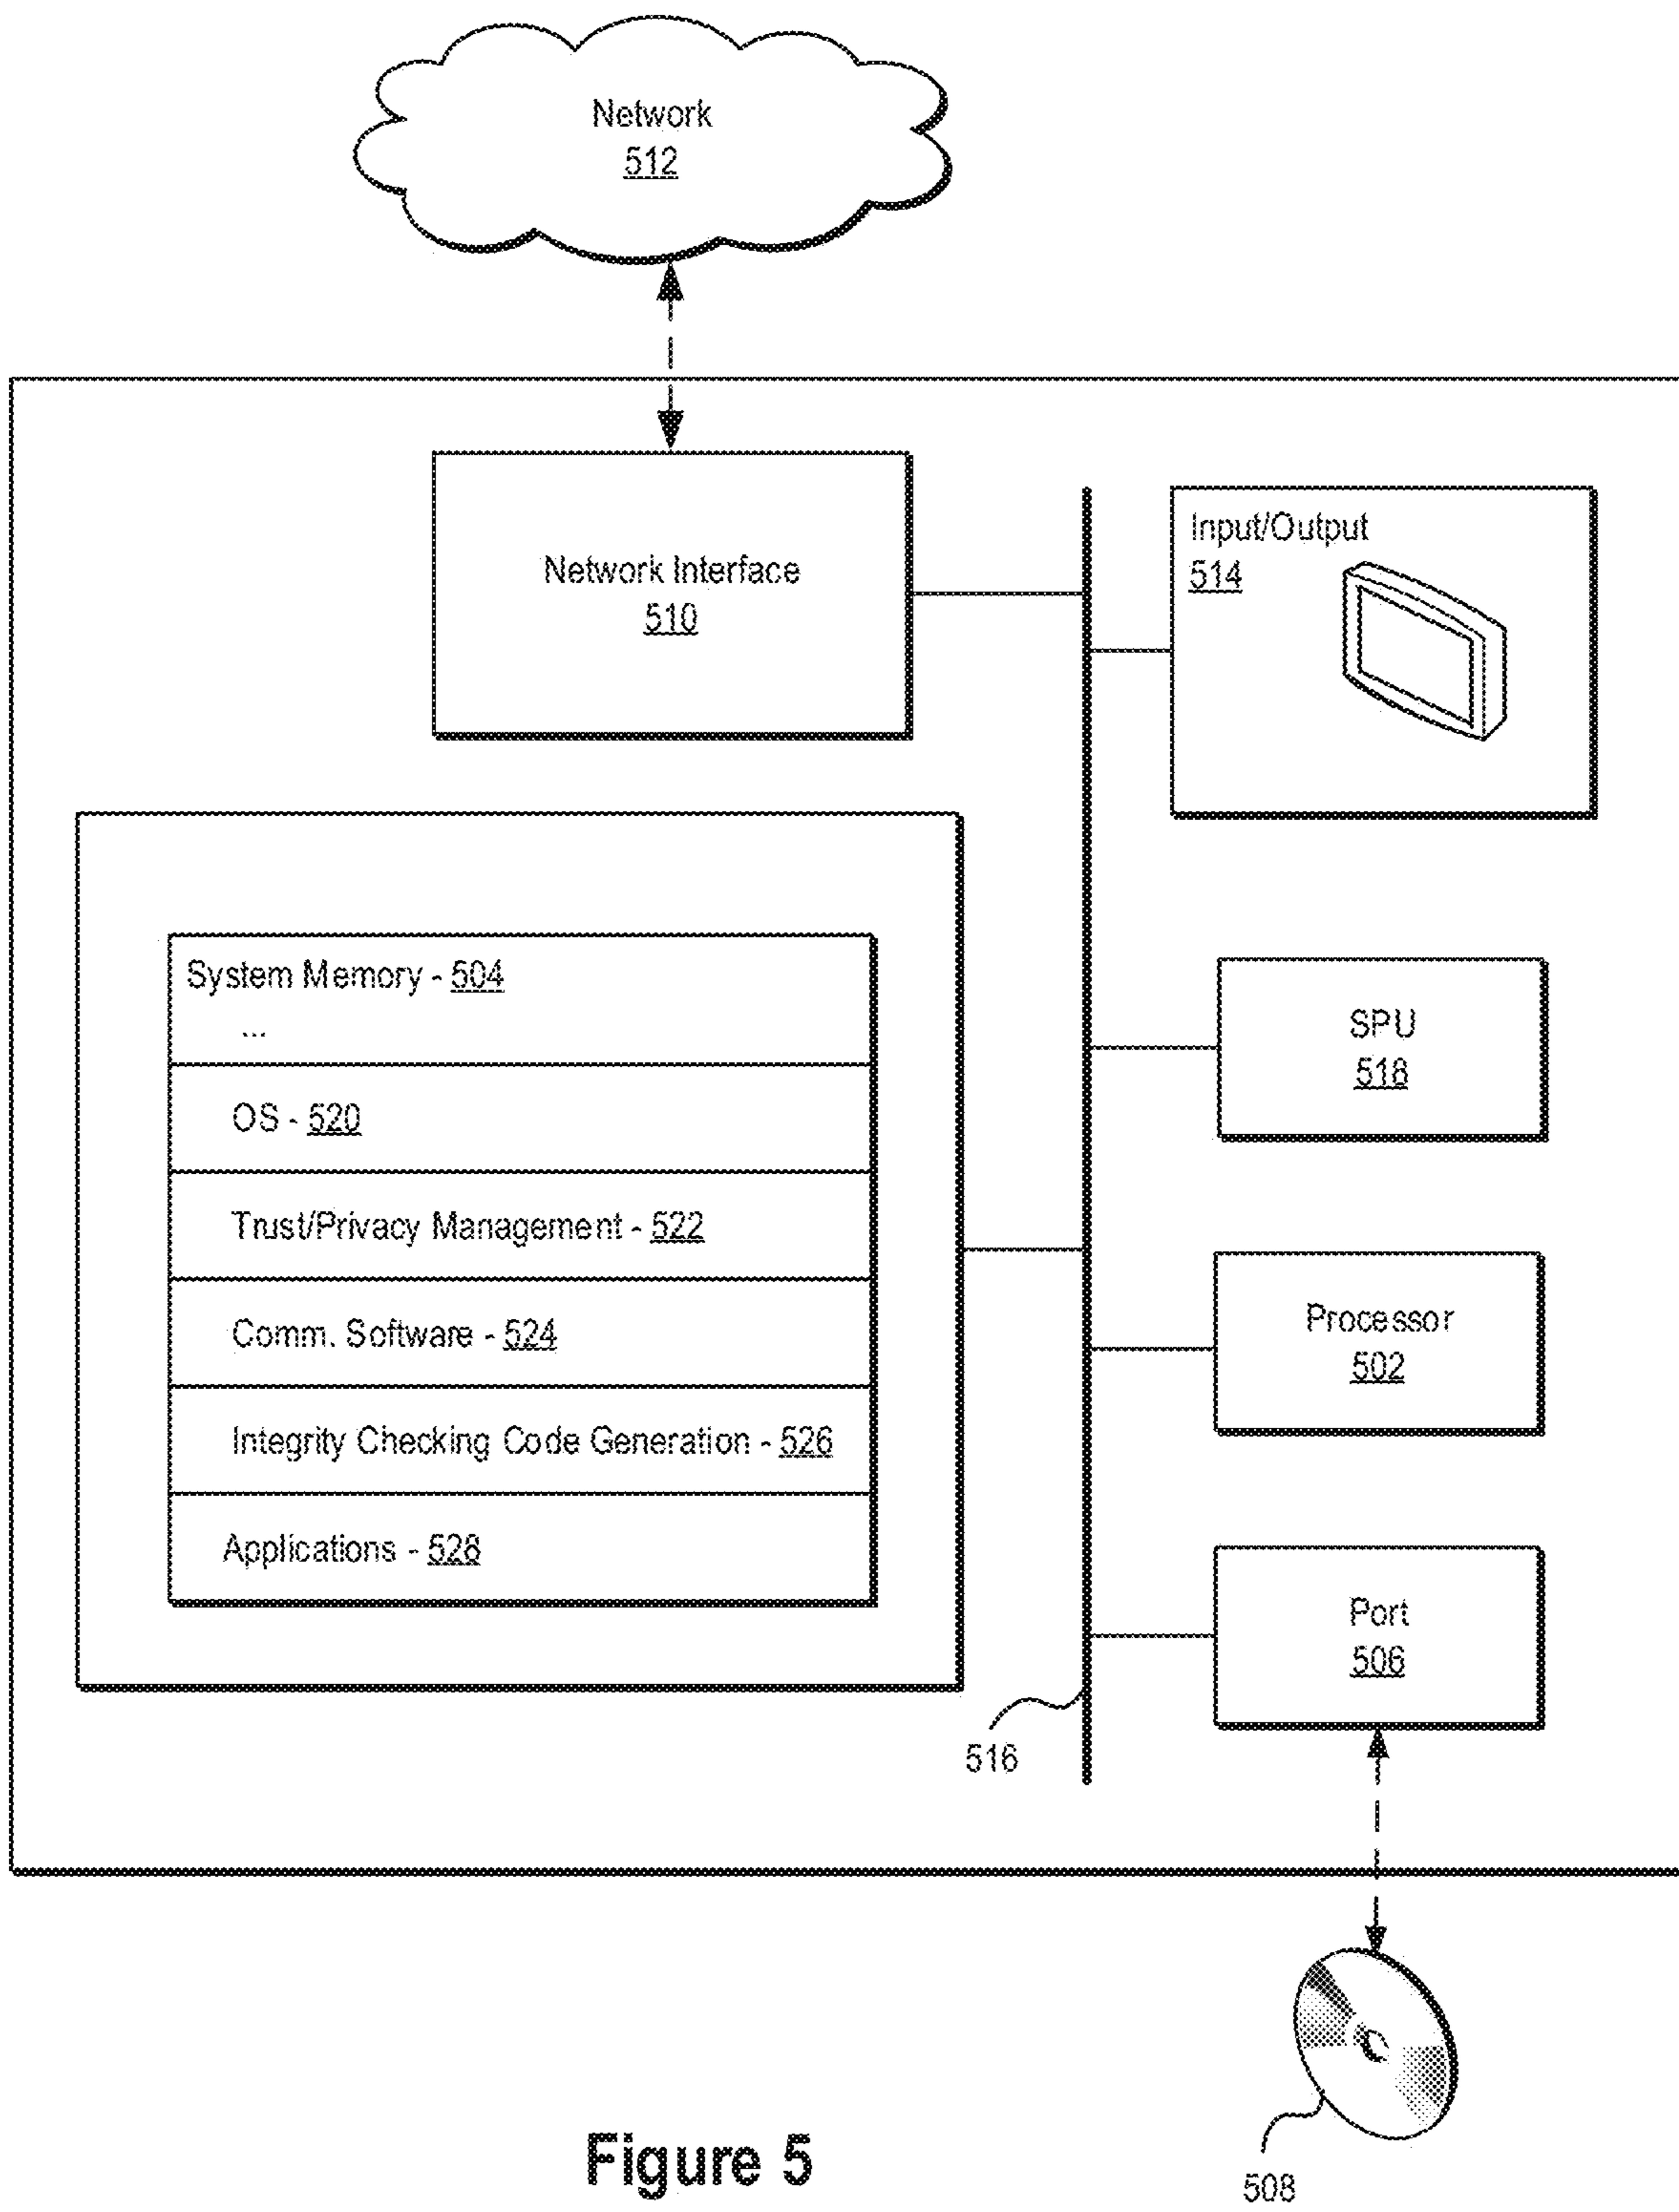 Network
512
Network Interface
510
Input/Output
514
System Memory - 504
...
OS - 520
Trust/Privacy Management - 522
Comm. Software - 524
Integrity Checking Code Generation - 526
Applications - 528
SPU
518
Processor
502
Port
506
516
508
Figure 5